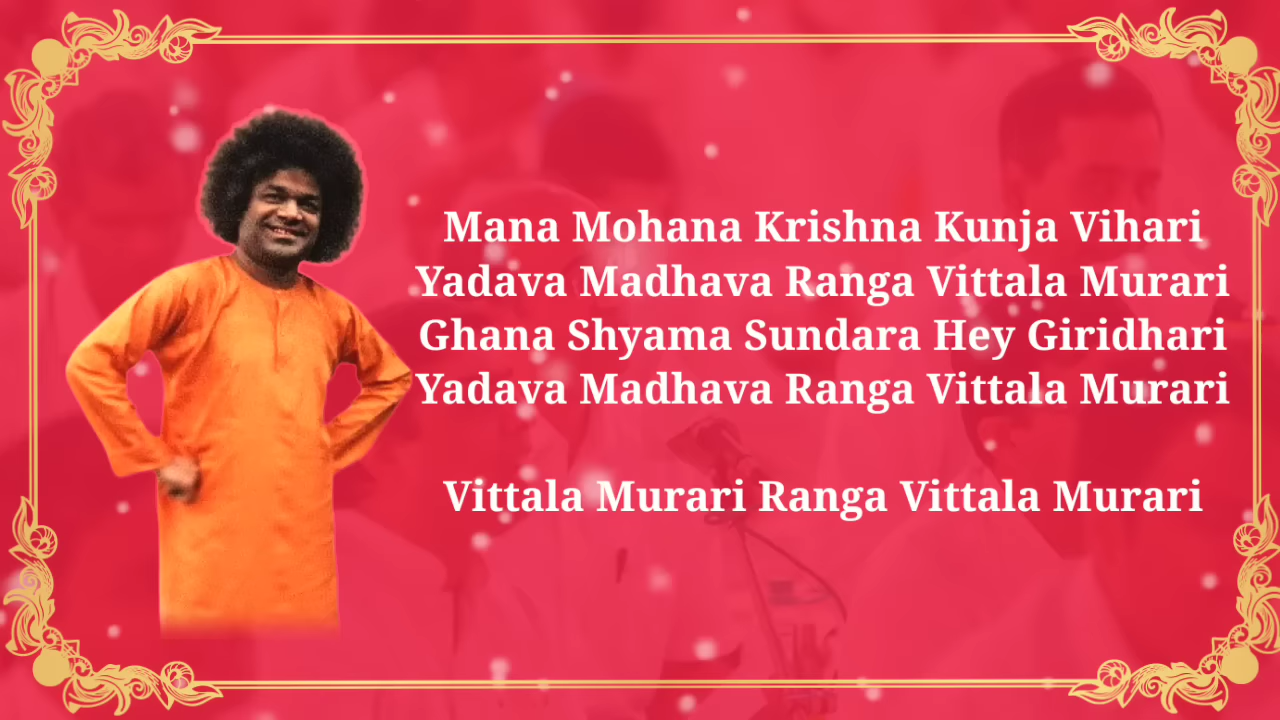 Mana Mohana Krishna Kunja Vihari
Yadava Madhava Ranga Vittala Murari
Ghana Shyama Sundara Hey Giridhari
Yadava Madhava Ranga Vittala Murari
Vittala Murari Ranga Vittala Murari